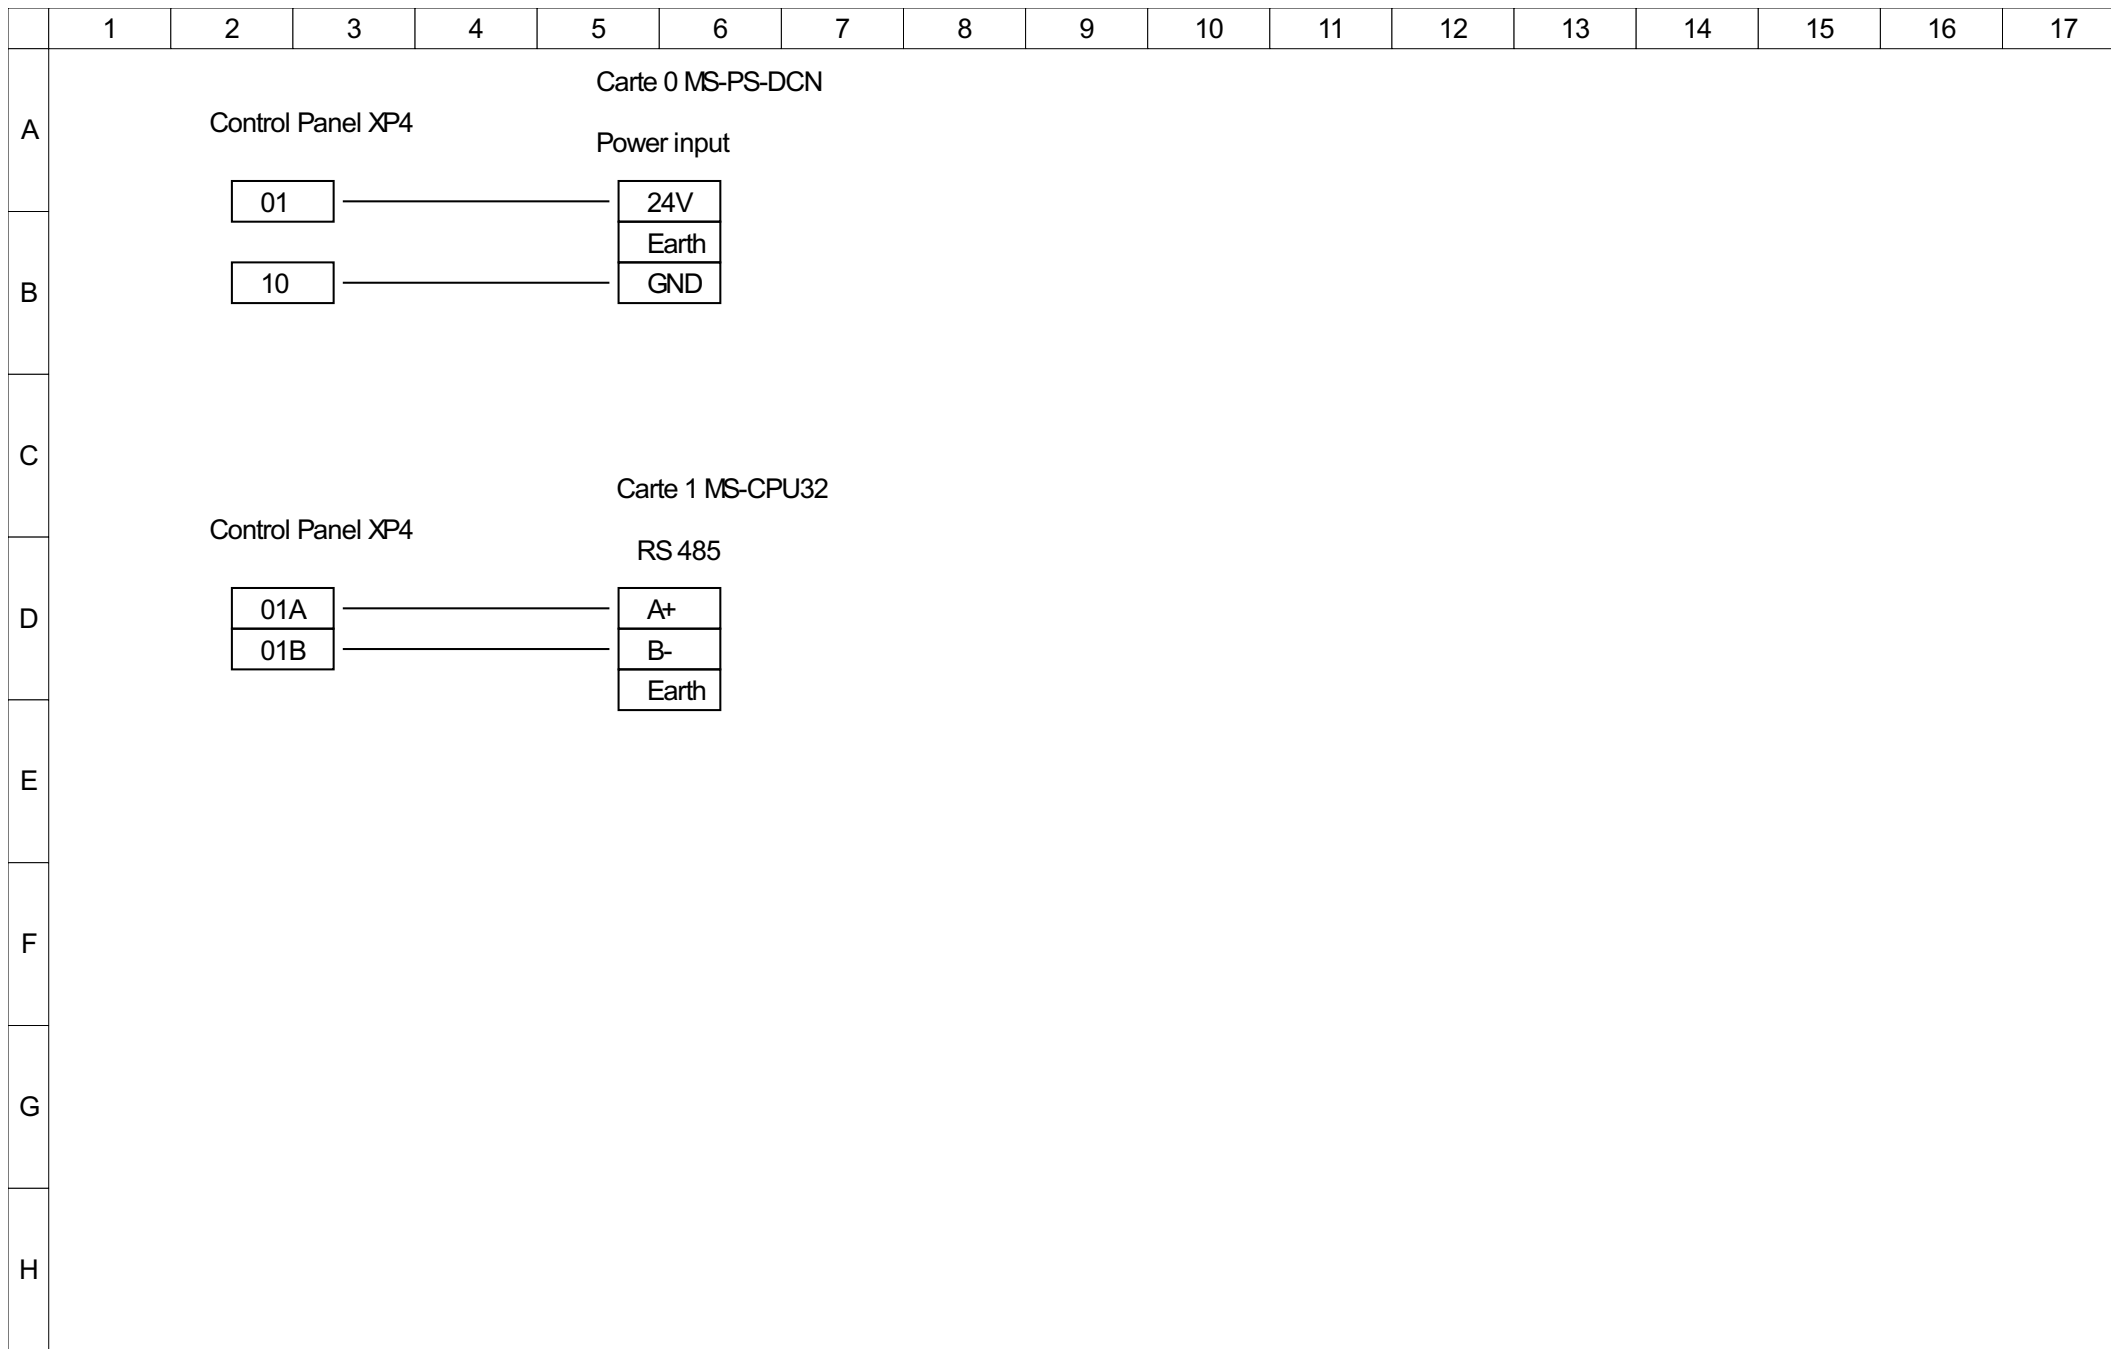 1 2 3 4 5 6 7 8 9 10 11 12 13 14 15 16 17
Carte 0 MS-PS-DCN
A
Control Panel XP4
Power input
01 24V
Earth
B
10 GND
C
Carte 1 MS-CPU32
Control Panel XP4
RS 485
D
01A A+
01B B-
Earth
E
F
G
H